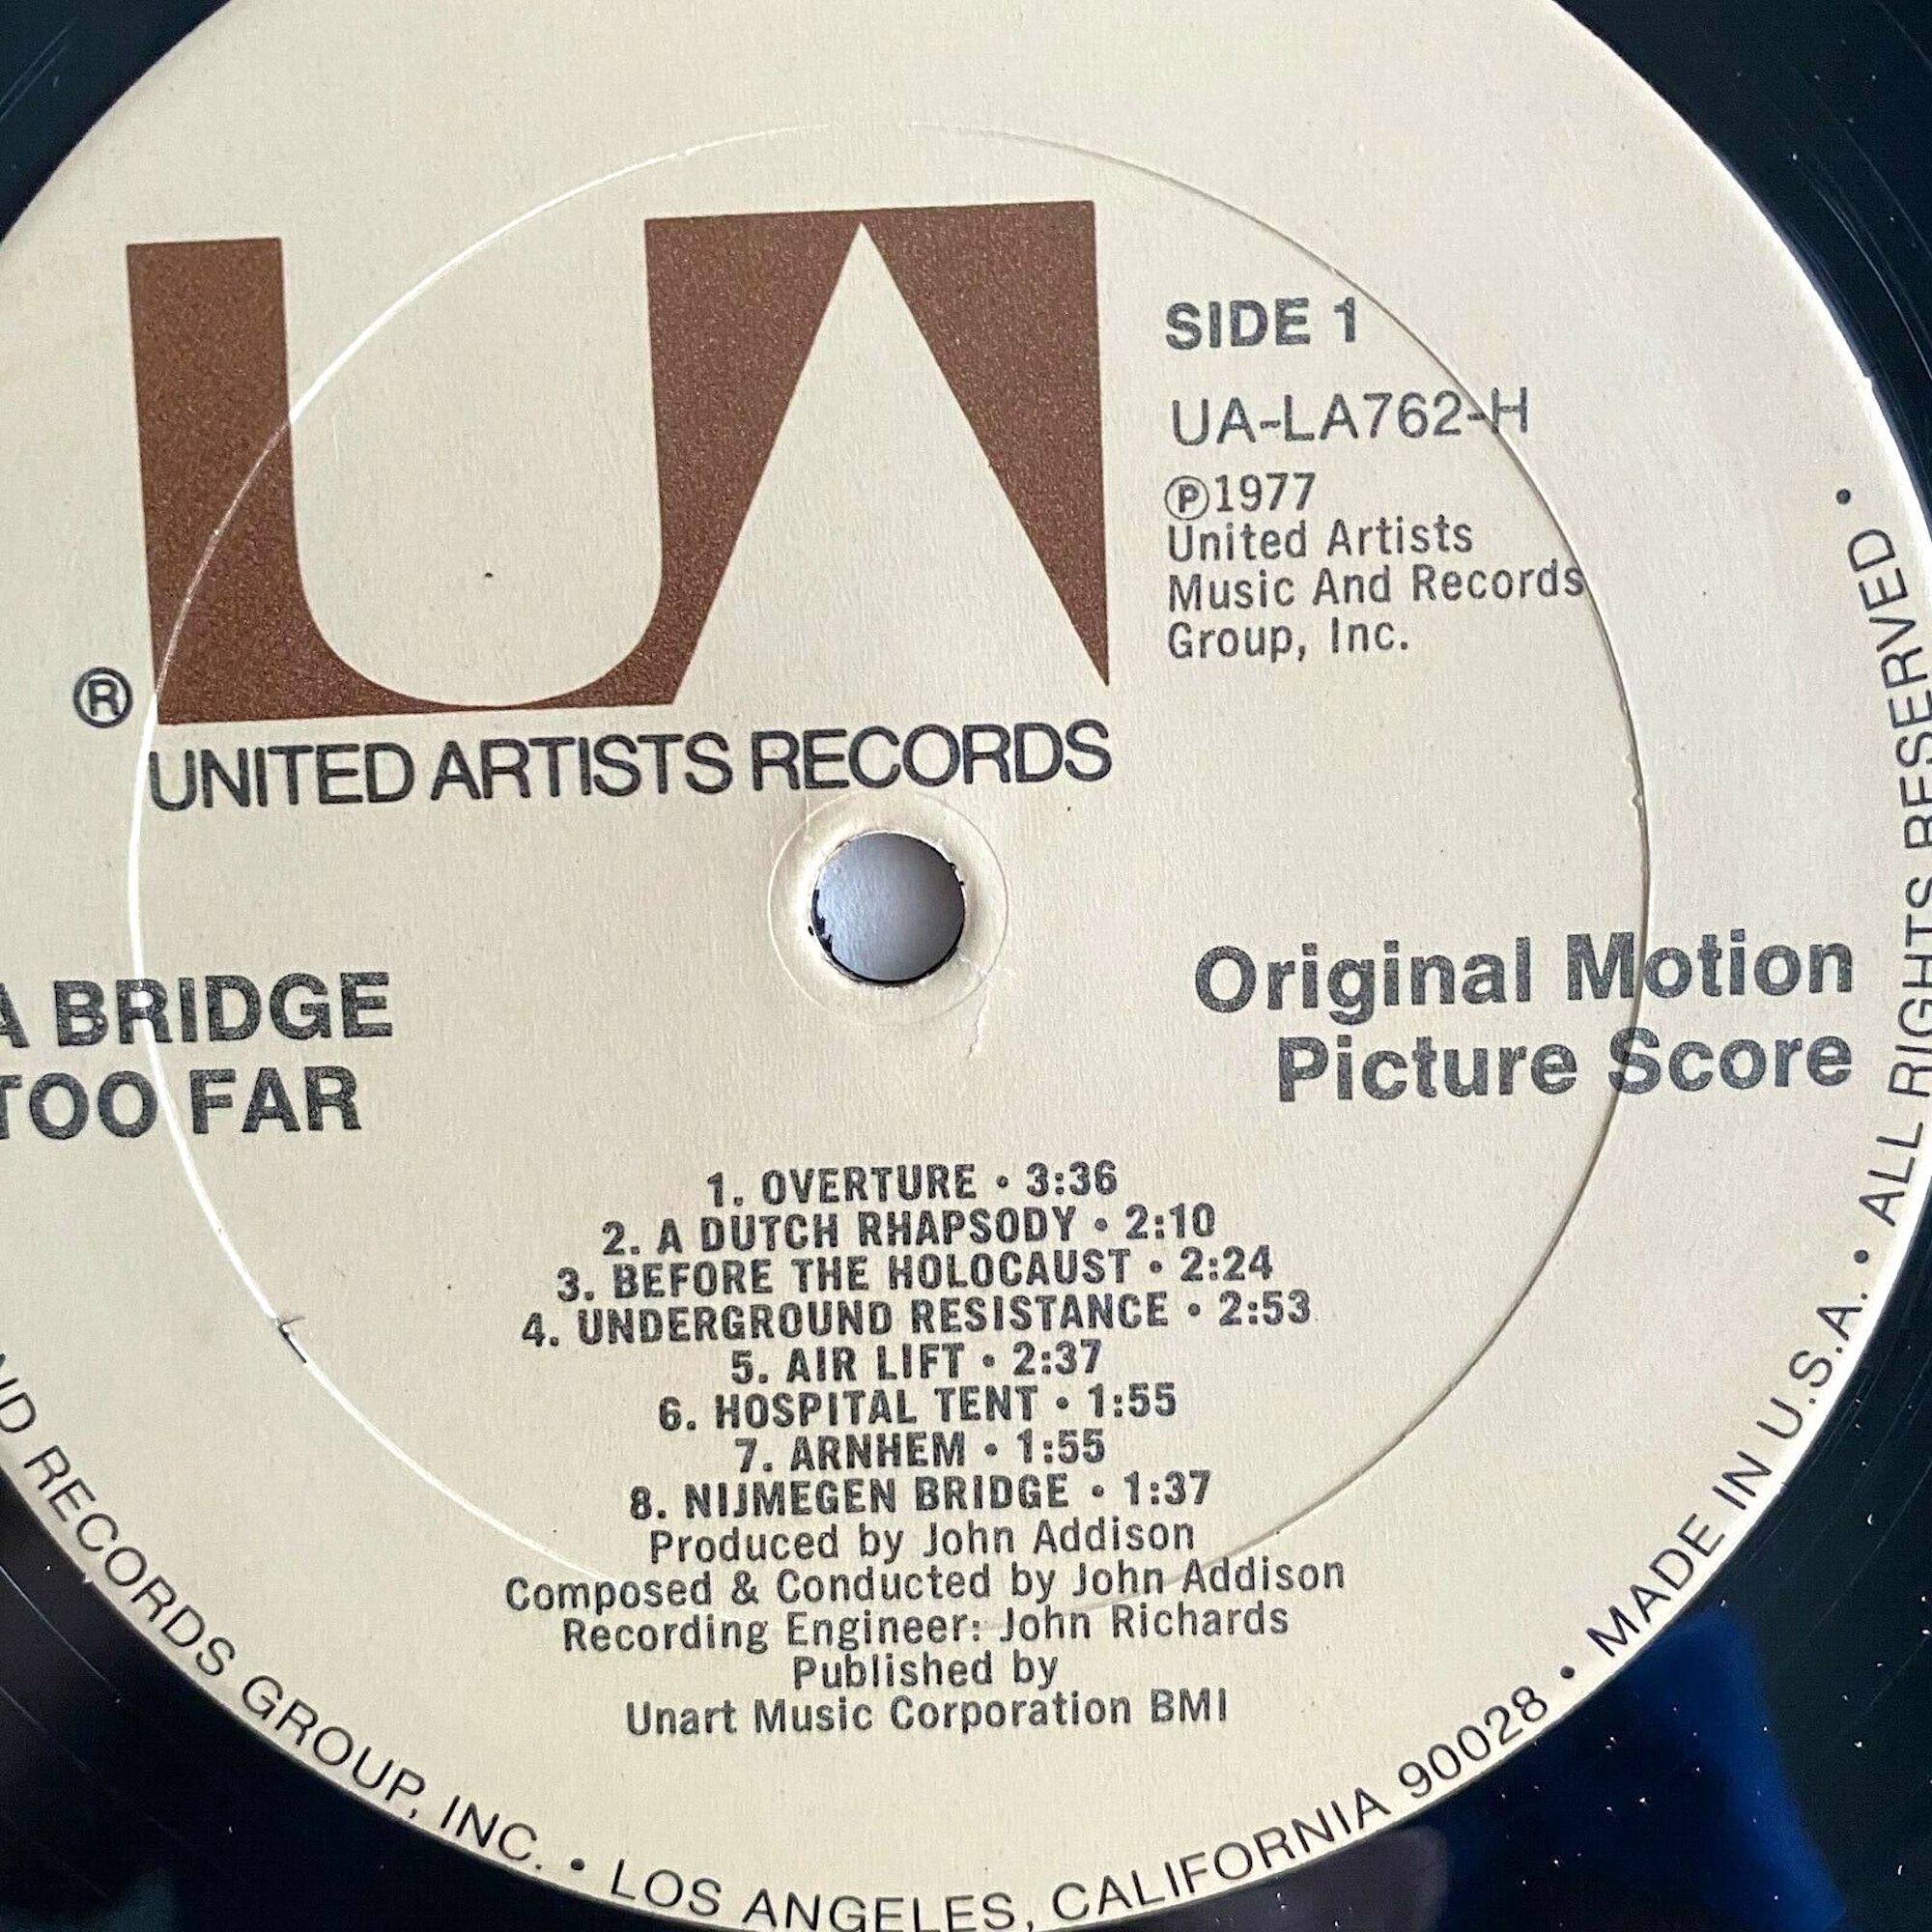 UA
SIDE 1
UA-LA762-H
℗1977
United Artists
Music And Records
Group, Inc.
®
UNITED ARTISTS RECORDS
A BRIDGE
TOO FAR
Original Motion
Picture Score
1. OVERTURE • 3:36
2. A DUTCH RHAPSODY • 2:10
3. BEFORE THE HOLOCAUST • 2:24
4. UNDERGROUND RESISTANCE • 2:53
5. AIR LIFT • 2:37
6. HOSPITAL TENT • 1:55
7. ARNHEM • 1:55
8. NIJMEGEN BRIDGE • 1:37
Produced by John Addison
Composed & Conducted by John Addison
Recording Engineer: John Richards
Published by
Unart Music Corporation BMI
RECORDS GROUP, INC. • LOS ANGELES, CALIFORNIA 90028 • MADE IN U.S.A. • ALL RIGHTS RESERVED •